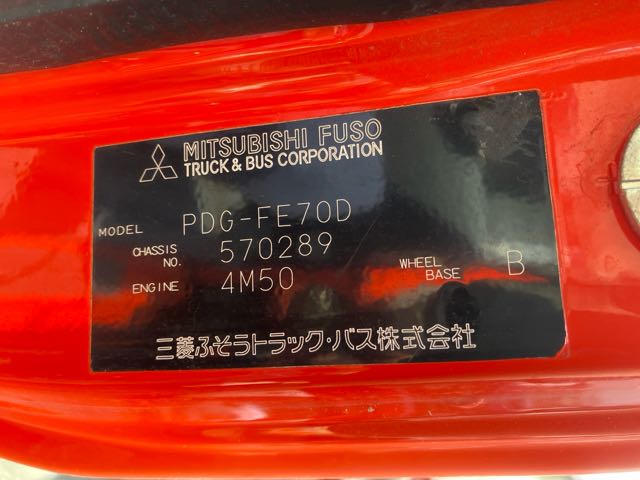 MITSUBISHI FUSO
TRUCK & BUS CORPORATION
MODEL PDG-FE70D
CHASSIS NO. 570289
ENGINE 4M50 WHEEL BASE B
三菱ふそうトラック・バス株式会社